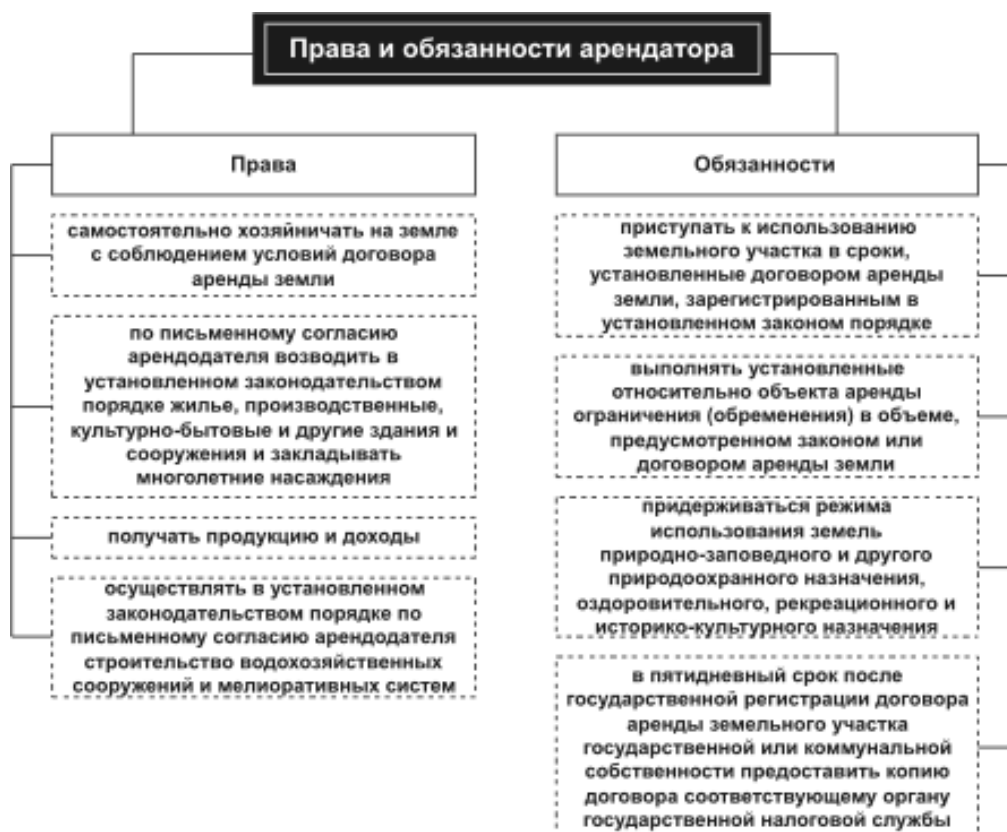 Права и обязанности арендатора
Права
самостоятельно хозяйничать на земле
с соблюдением условий договора
аренды земли
по письменному согласию
арендодателя возводить в
установленном законодательством
порядке жилье, производственные,
культурно-бытовые и другие здания и
сооружения и закладывать
многолетние насаждения
получать продукцию и доходы
осуществлять в установленном
законодательством порядке по
письменному согласию арендодателя
строительство водохозяйственных
сооружений и мелиоративных систем
Обязанности
приступать к использованию
земельного участка в сроки,
установленные договором аренды
земли, зарегистрированным в
установленном законом порядке
выполнять установленные
относительно объекта аренды
ограничения (обременения) в объеме,
предусмотренном законом или
договором аренды земли
придерживаться режима
использования земель
природно-заповедного и другого
природоохранного назначения,
оздоровительного, рекреационного и
историко-культурного назначения
в пятидневный срок после
государственной регистрации договора
аренды земельного участка
государственной или коммунальной
собственности предоставить копию
договора соответствующему органу
государственной налоговой службы